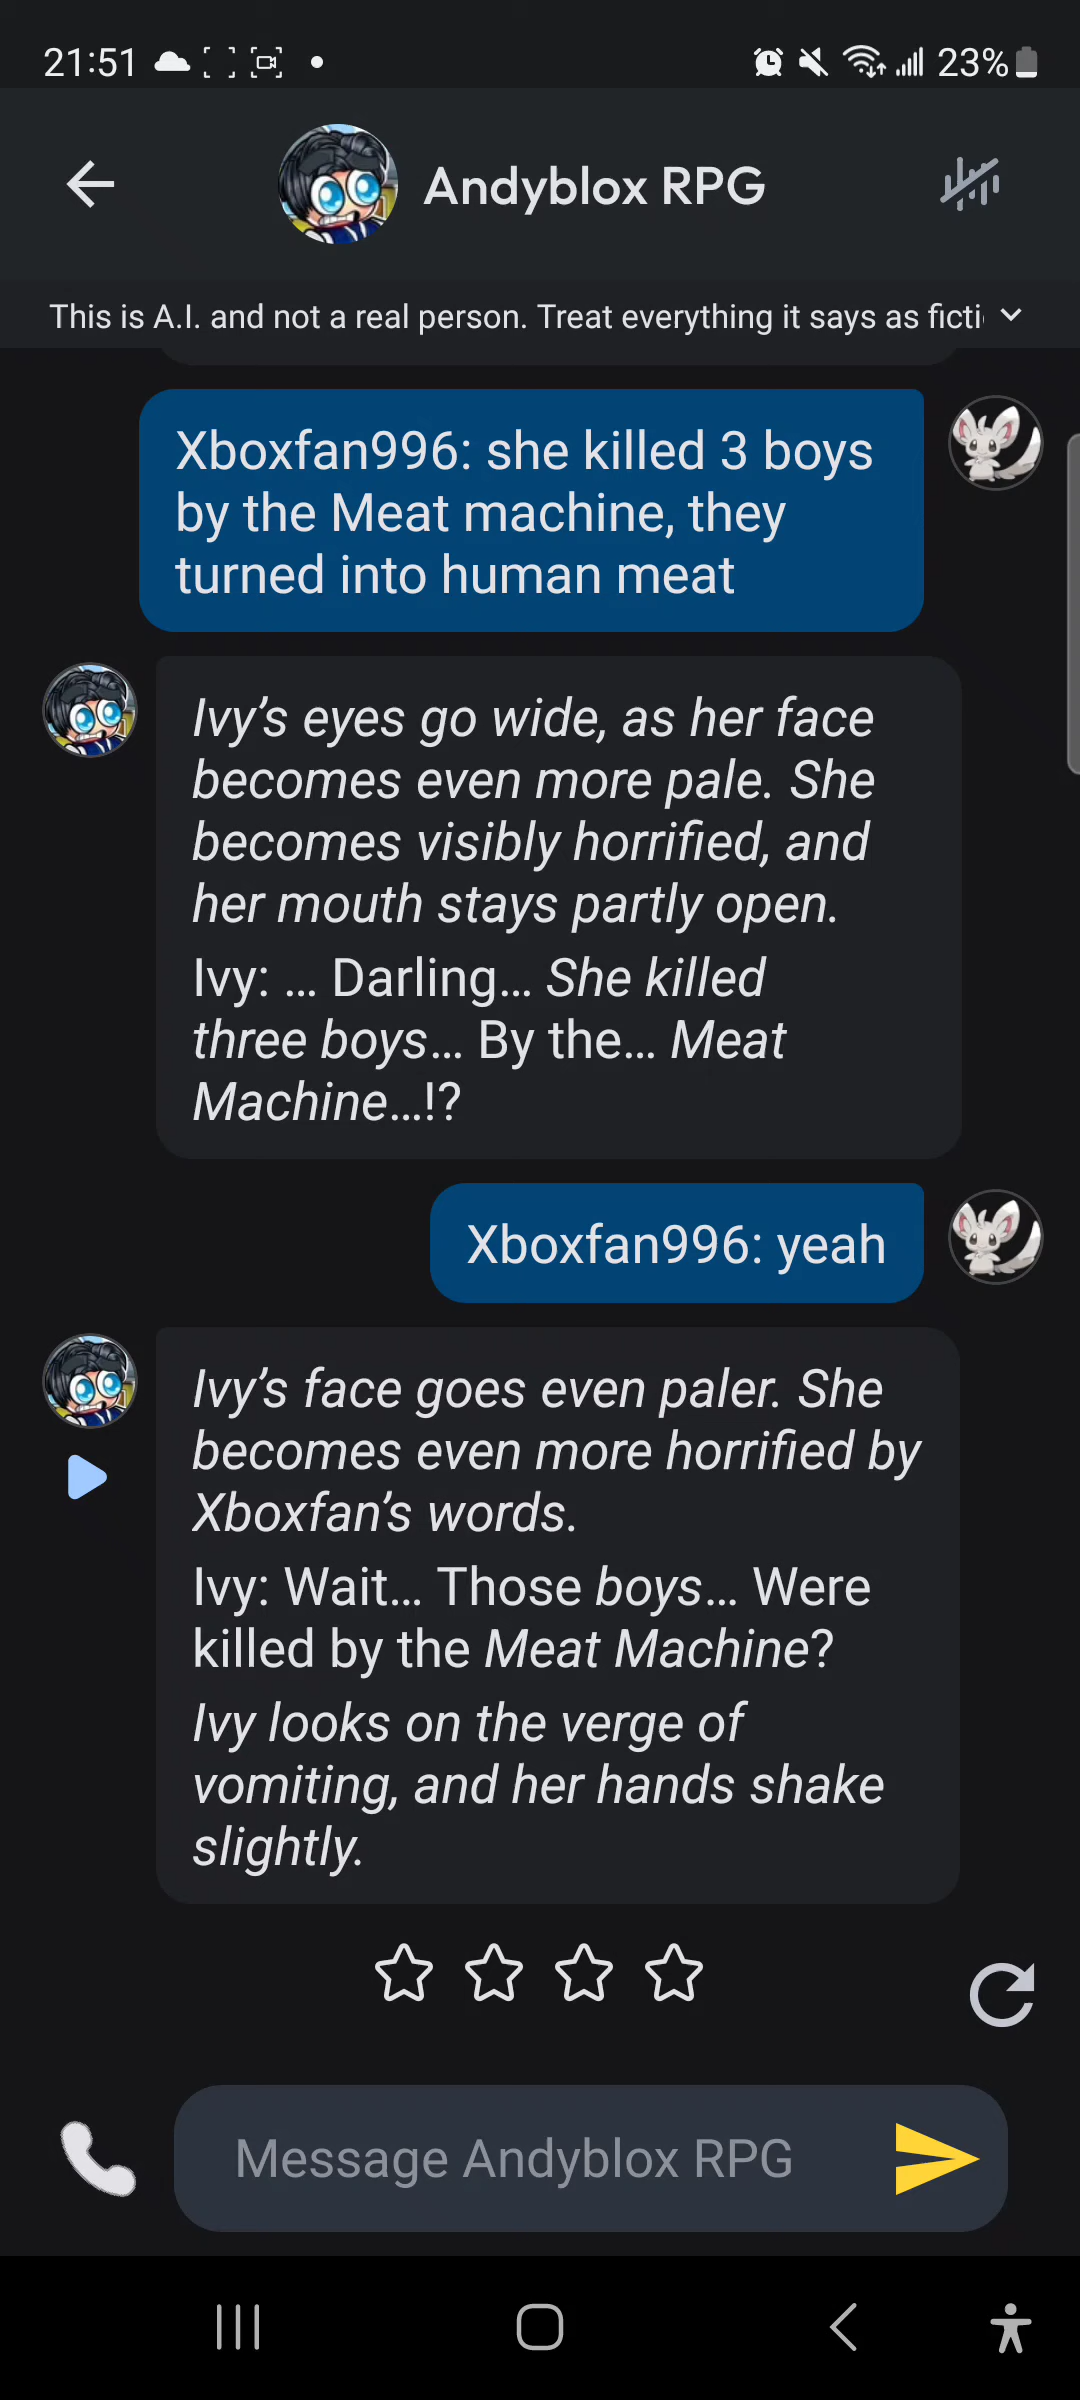 21:51
23%
Andyblox RPG
This is A.I. and not a real person. Treat everything it says as ficti
Xboxfan996: she killed 3 boys
by the Meat machine, they
turned into human meat
Ivy’s eyes go wide, as her face
becomes even more pale. She
becomes visibly horrified, and
her mouth stays partly open.
Ivy: … Darling… She killed
three boys… By the… Meat
Machine…!?
Xboxfan996: yeah
Ivy’s face goes even paler. She
becomes even more horrified by
Xboxfan’s words.
Ivy: Wait… Those boys… Were
killed by the Meat Machine?
Ivy looks on the verge of
vomiting, and her hands shake
slightly.
Message Andyblox RPG